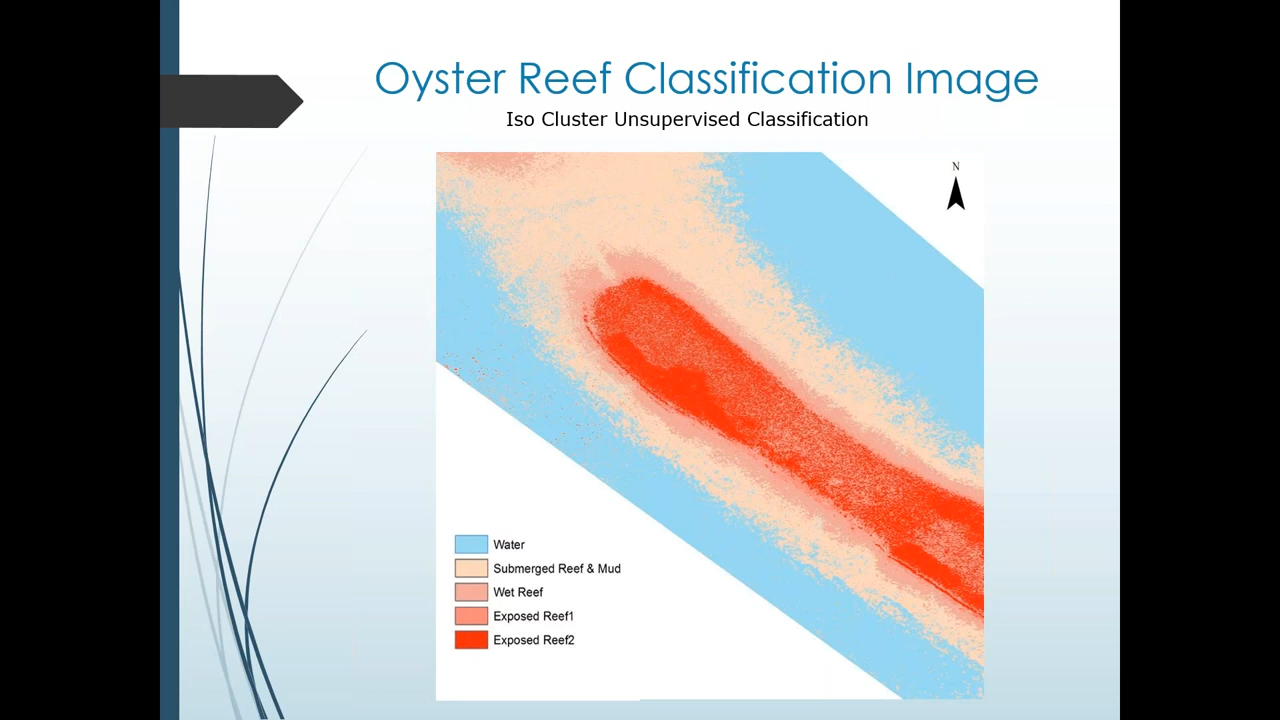 Oyster Reef Classification Image
Iso Cluster Unsupervised Classification
N
Water
Submerged Reef & Mud
Wet Reef
Exposed Reef1
Exposed Reef2